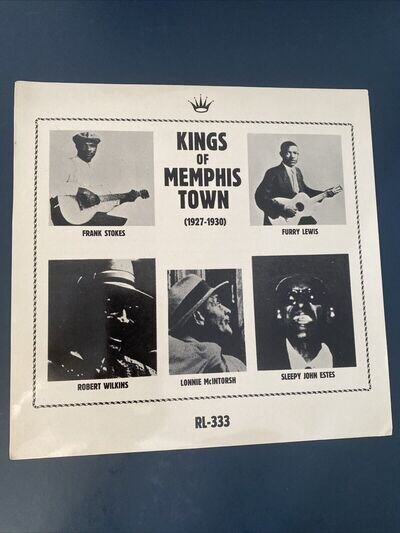 KINGS
OF
MEMPHIS
TOWN
(1927-1930)
FRANK STOKES
FURRY LEWIS
ROBERT WILKINS
LONNIE McINTORSH
SLEEPY JOHN ESTES
RL-333